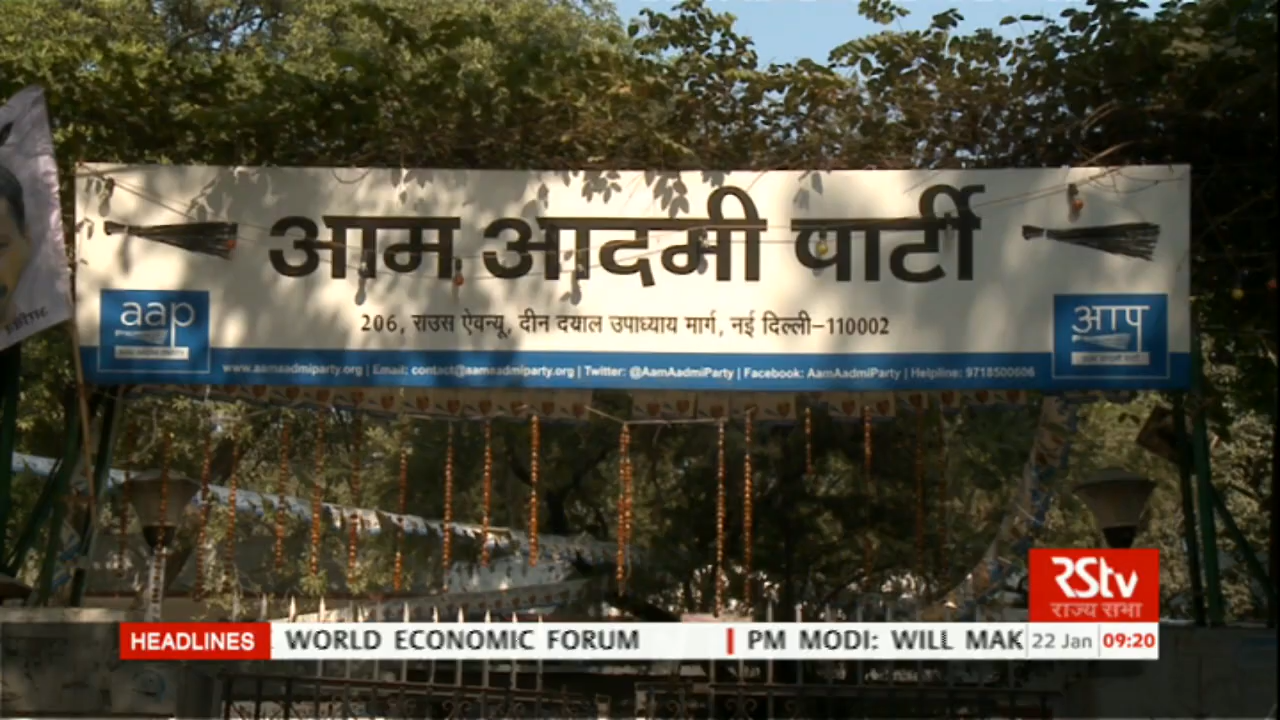 आम आदमी पार्टी
206, राउस ऐवन्यू, दीन दयाल उपाध्याय मार्ग, नई दिल्ली-110002
aap
आप
www.aamaadmiparty.org | Email: contact@aamaadmiparty.org | Twitter: @AamAadmiParty | Facebook: AamAadmiParty | Helpline: 9718500606
RStv
राज्य सभा
HEADLINES WORLD ECONOMIC FORUM | PM MODI: WILL MAK 22 Jan 09:20